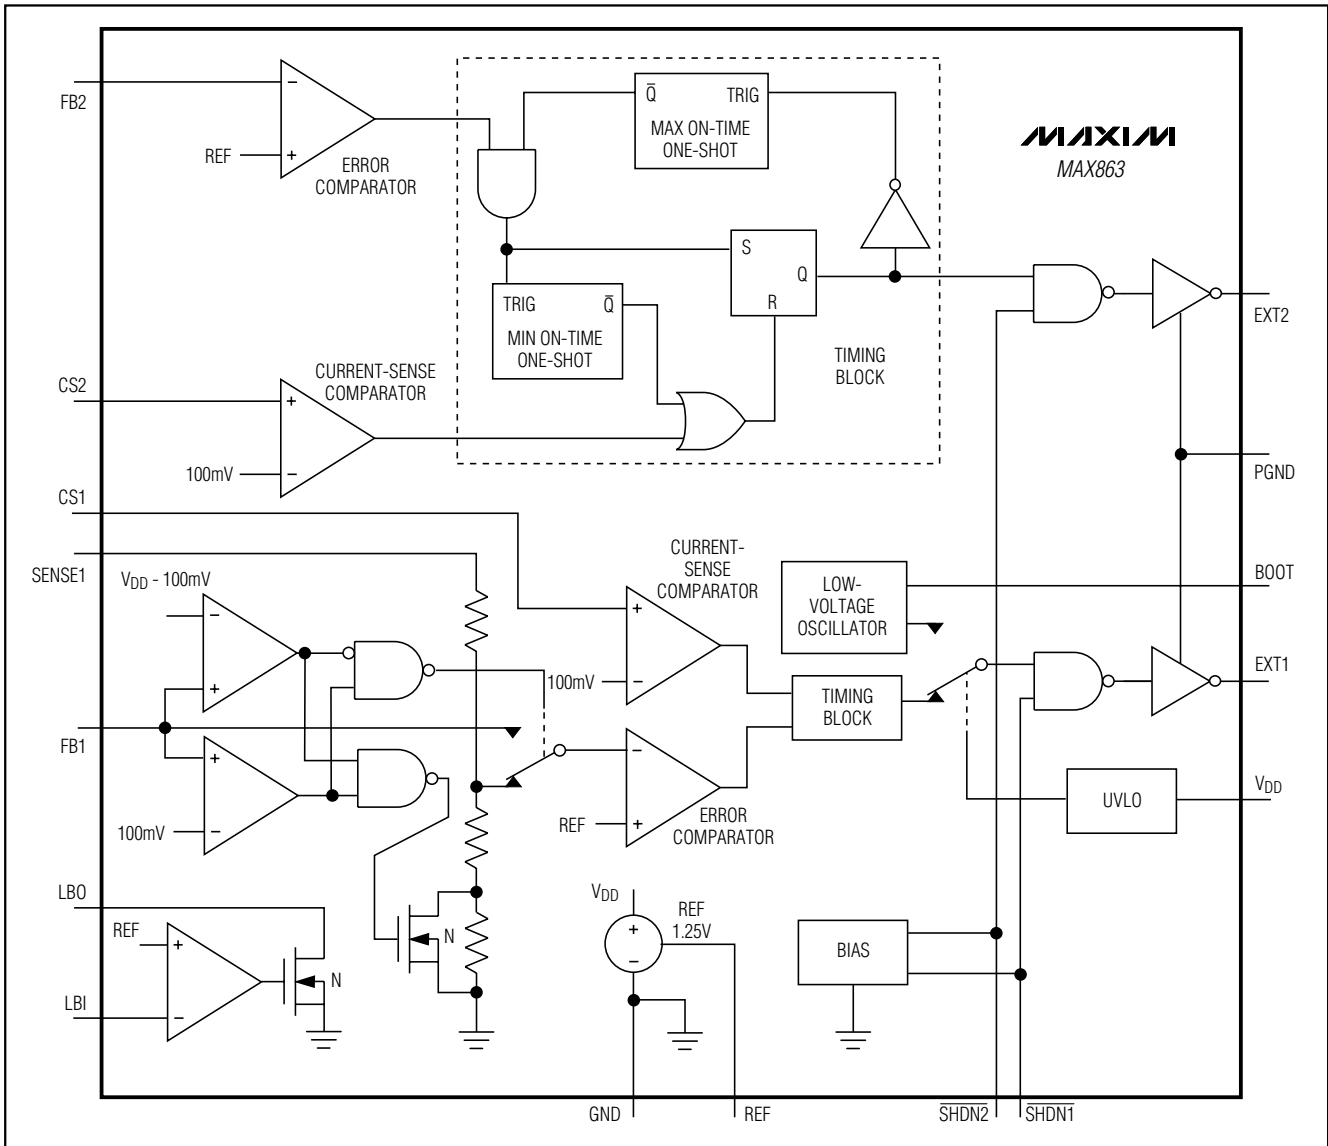 FB2
−
REF
+
ERROR
COMPARATOR
Q̅
TRIG
MAX ON-TIME
ONE-SHOT
MAXIM
MAX863
S
Q
R
TRIG
Q̅
MIN ON-TIME
ONE-SHOT
TIMING
BLOCK
EXT2
CS2
+
CURRENT-SENSE
COMPARATOR
100mV
−
PGND
CS1
SENSE1
VDD - 100mV
−
+
FB1
+
100mV
−
CURRENT-
SENSE
COMPARATOR
+
100mV
−
LOW-
VOLTAGE
OSCILLATOR
BOOT
TIMING
BLOCK
EXT1
−
REF
+
ERROR
COMPARATOR
UVLO
VDD
LBO
REF
+
LBI
−
N
N
VDD
+
−
REF
1.25V
BIAS
GND
REF
S̅H̅D̅N̅2̅
S̅H̅D̅N̅1̅